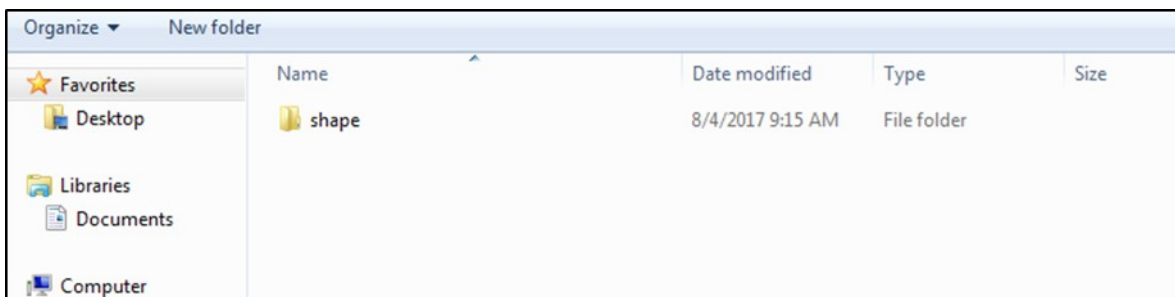 Organize New folder
Favorites
Desktop
Libraries
Documents
Computer
Name Date modified Type Size
shape 8/4/2017 9:15 AM File folder